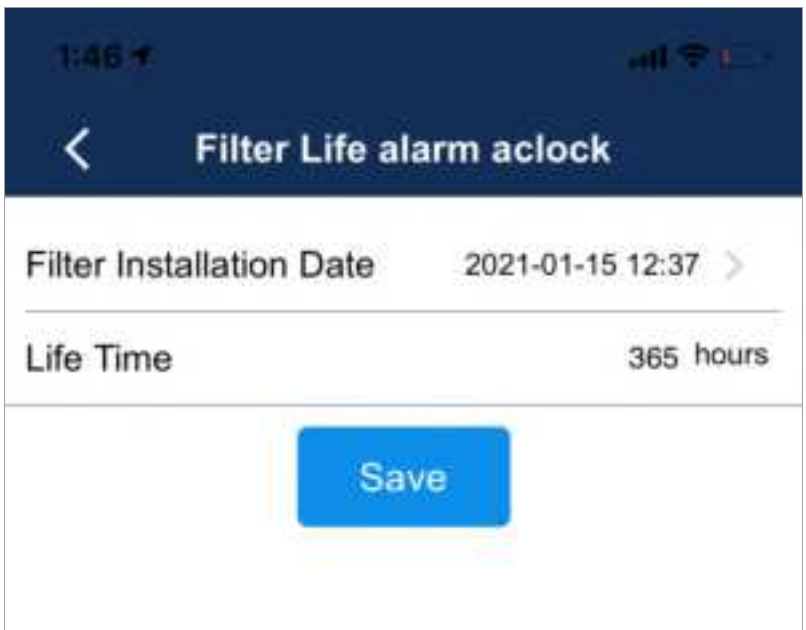 1:46
Filter Life alarm aclock
Filter Installation Date 2021-01-15 12:37
Life Time 365 hours
Save